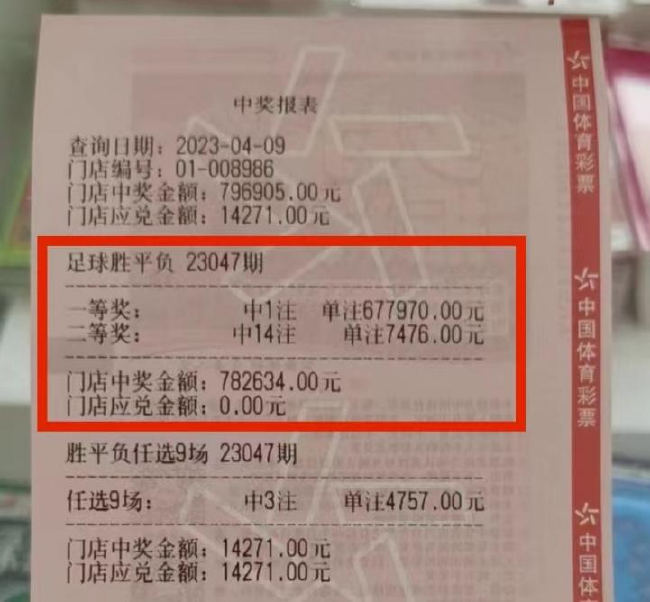 中奖报表
查询日期：2023-04-09
门店编号：01-008986
门店中奖金额：796905.00元
门店应兑金额：14271.00元
足球胜平负 23047期
一等奖： 中1注 单注677970.00元
二等奖： 中14注 单注7476.00元
门店中奖金额：782634.00元
门店应兑金额：0.00元
胜平负任选9场 23047期
任选9场： 中3注 单注4757.00元
门店中奖金额：14271.00元
门店应兑金额：14271.00元
中国体育彩票
中国体育彩票
中国体育